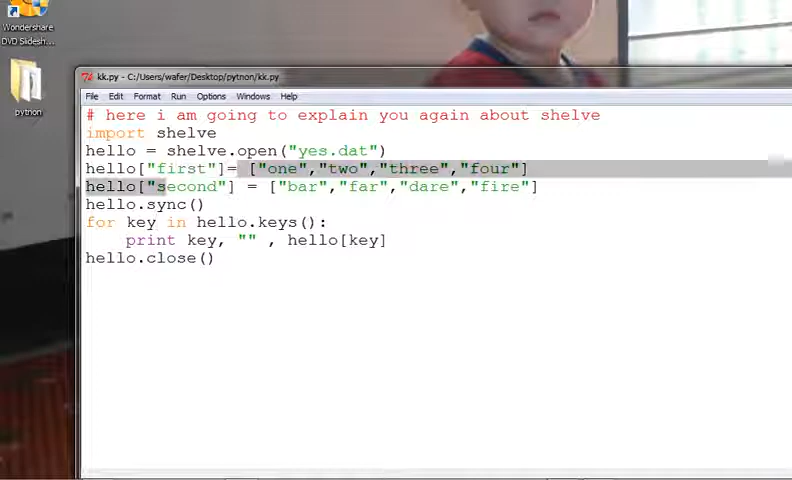 Wondershare
DVD Slidesh...
pytnon
kk.py - C:/Users/wafer/Desktop/pytnon/kk.py
File Edit Format Run Options Windows Help
# here i am going to explain you again about shelve
import shelve
hello = shelve.open("yes.dat")
hello["first"]= ["one","two","three","four"]
hello["second"] = ["bar","far","dare","fire"]
hello.sync()
for key in hello.keys():
    print key, "" , hello[key]
hello.close()